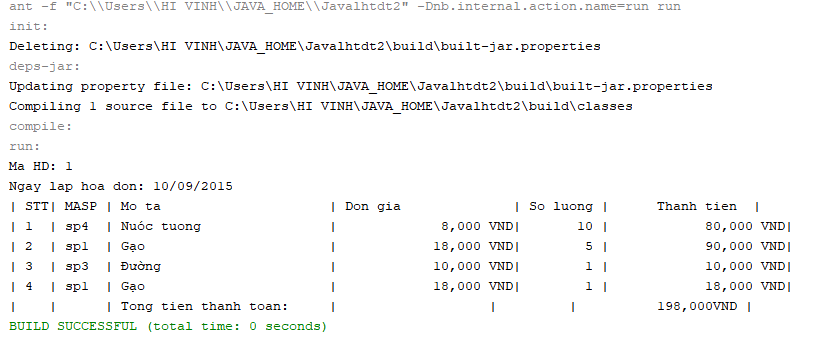 ant -f "C:\\Users\\HI VINH\\JAVA_HOME\\Javalhtdt2" -Dnb.internal.action.name=run run
init:
Deleting: C:\Users\HI VINH\JAVA_HOME\Javalhtdt2\build\built-jar.properties
deps-jar:
Updating property file: C:\Users\HI VINH\JAVA_HOME\Javalhtdt2\build\built-jar.properties
Compiling 1 source file to C:\Users\HI VINH\JAVA_HOME\Javalhtdt2\build\classes
compile:
run:
Ma HD: 1
Ngay lap hoa don: 10/09/2015
| STT| MASP | Mo ta | Don gia | So luong | Thanh tien |
| 1 | sp4 | Nuóc tuong | 8,000 VND| 10 | 80,000 VND|
| 2 | sp1 | Gạo | 18,000 VND| 5 | 90,000 VND|
| 3 | sp3 | Đường | 10,000 VND| 1 | 10,000 VND|
| 4 | sp1 | Gạo | 18,000 VND| 1 | 18,000 VND|
| | | Tong tien thanh toan: | | | 198,000VND |
BUILD SUCCESSFUL (total time: 0 seconds)